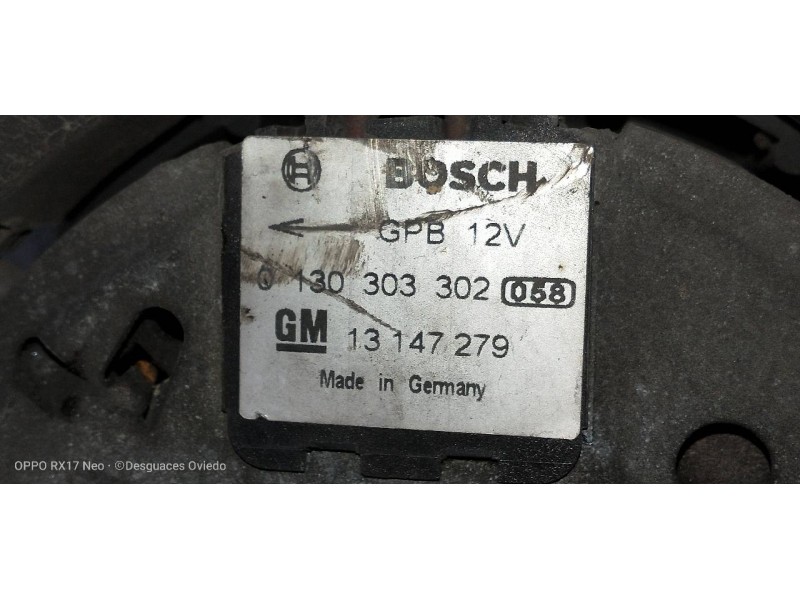 BOSCH
GPB 12V
0 130 303 302 058
GM 13 147 279
Made in Germany
OPPO RX17 Neo · ©Desguaces Oviedo